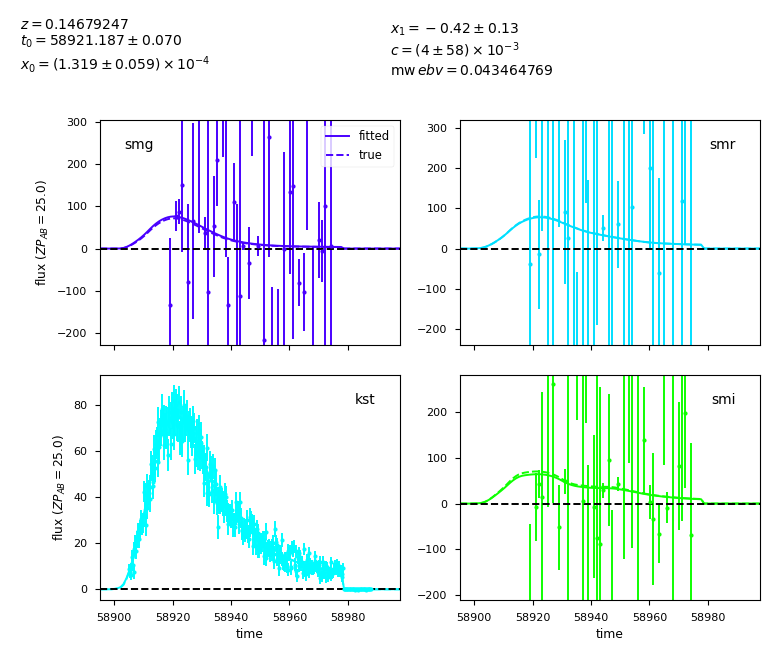 z = 0.14679247
t₀ = 58921.187 ± 0.070
x₀ = (1.319 ± 0.059) × 10⁻⁴
x₁ = −0.42 ± 0.13
c = (4 ± 58) × 10⁻³
mw ebv = 0.043464769
smg
fitted
true
300
200
100
0
−100
−200
flux (ZP_AB = 25.0)
smr
300
200
100
0
−100
−200
kst
80
60
40
20
0
flux (ZP_AB = 25.0)
58900 58920 58940 58960 58980
time
smi
200
100
0
−100
−200
58900 58920 58940 58960 58980
time